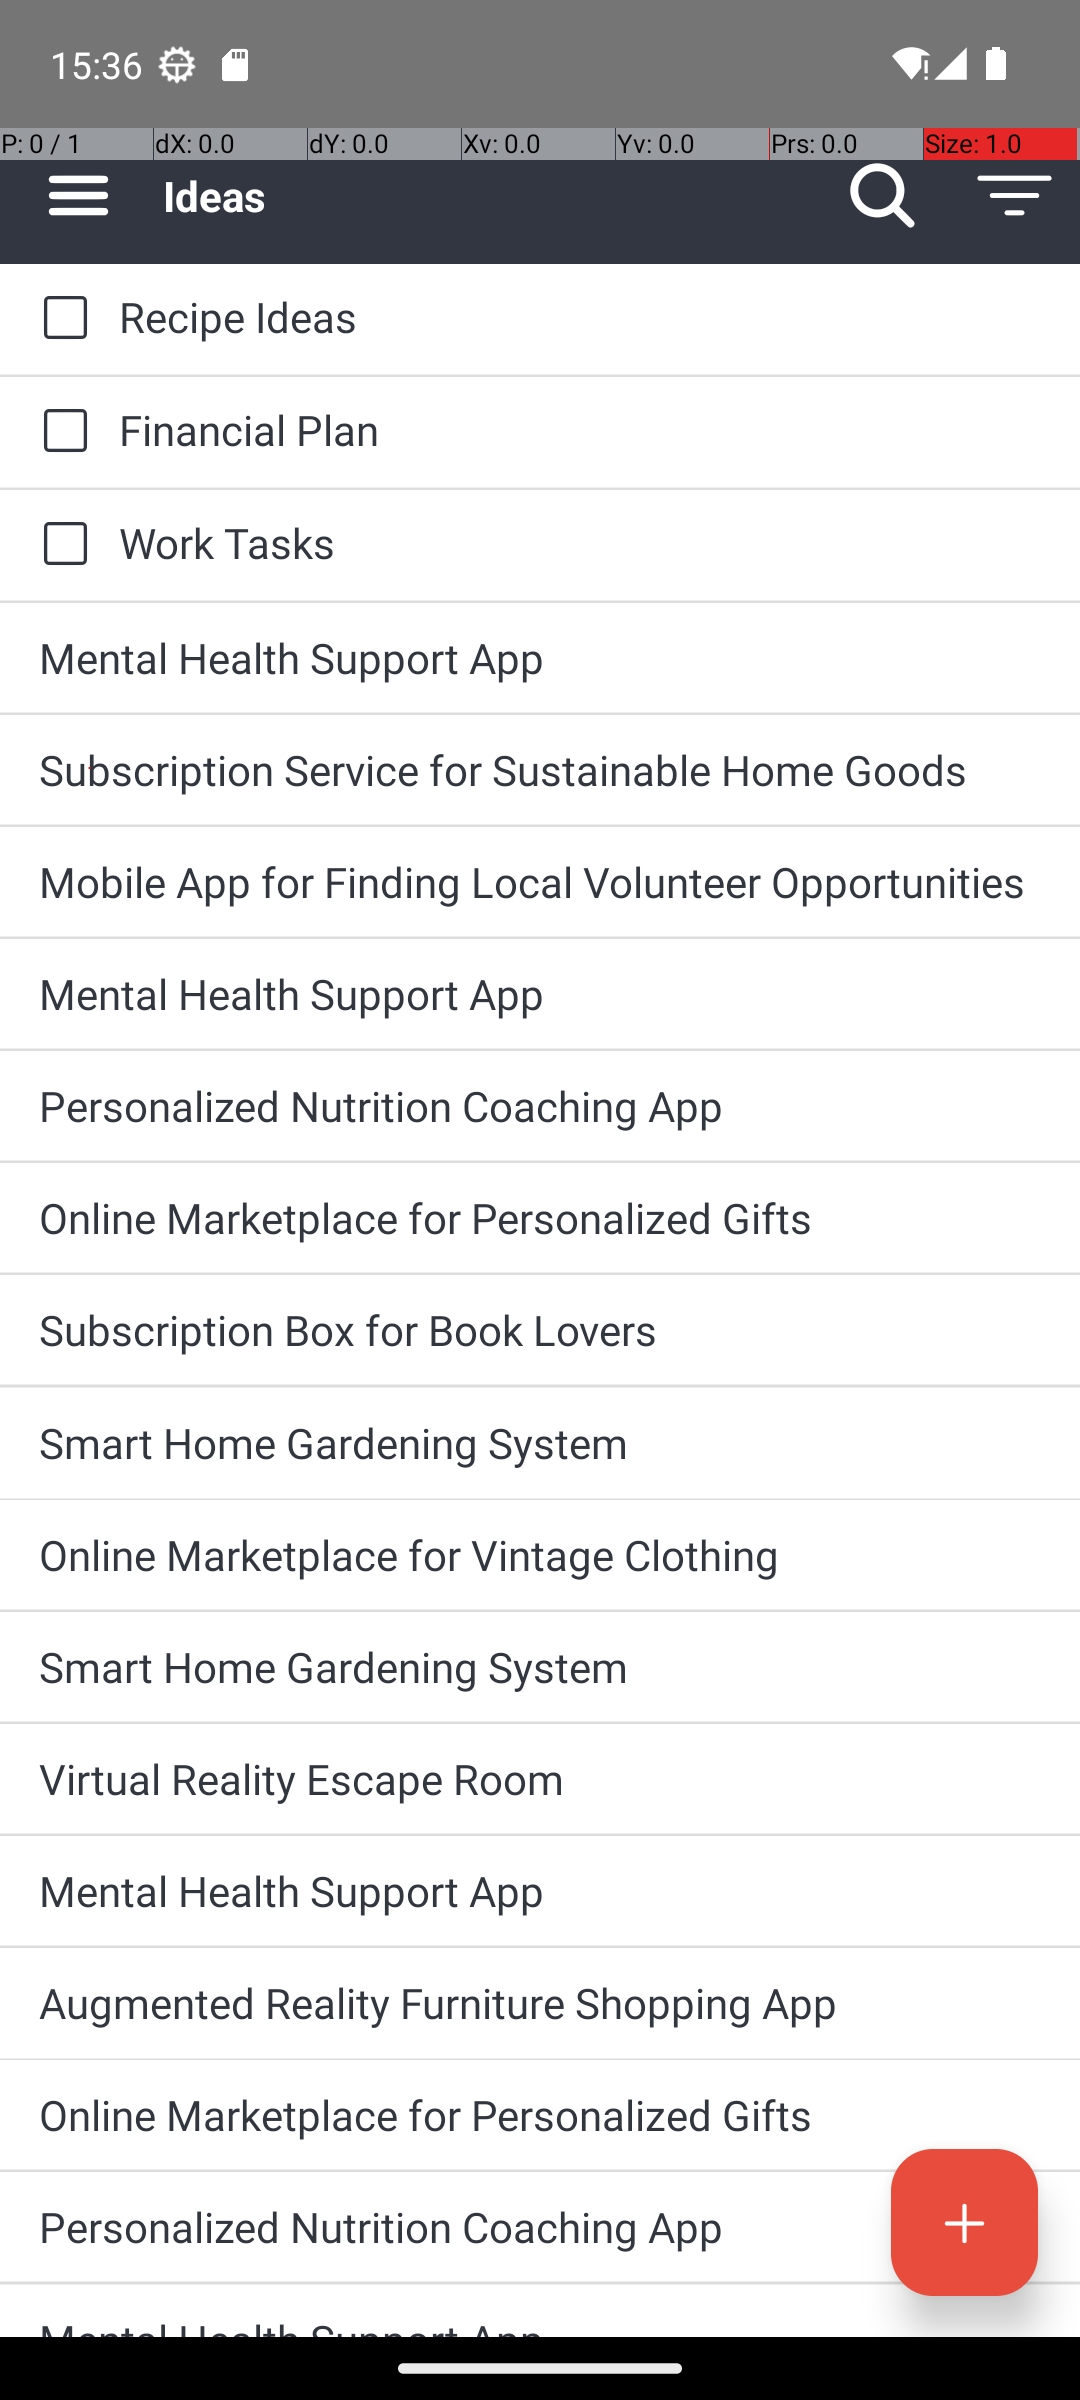 15:36
P: 0 / 1 dX: 0.0 dY: 0.0 Xv: 0.0 Yv: 0.0 Prs: 0.0 Size: 1.0
Ideas
Recipe Ideas
Financial Plan
Work Tasks
Mental Health Support App
Subscription Service for Sustainable Home Goods
Mobile App for Finding Local Volunteer Opportunities
Mental Health Support App
Personalized Nutrition Coaching App
Online Marketplace for Personalized Gifts
Subscription Box for Book Lovers
Smart Home Gardening System
Online Marketplace for Vintage Clothing
Smart Home Gardening System
Virtual Reality Escape Room
Mental Health Support App
Augmented Reality Furniture Shopping App
Online Marketplace for Personalized Gifts
Personalized Nutrition Coaching App
Mental Health Support App